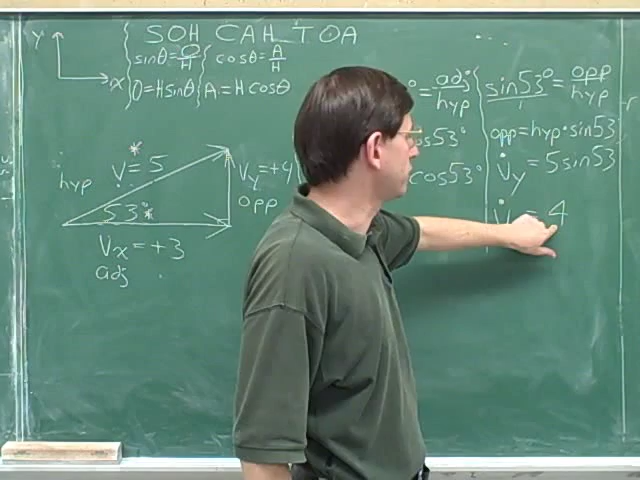 SOH CAH TOA
Y
X
sinθ = O/H
cosθ = A/H
O = H sinθ
A = H cosθ
V = 5
hyp
53°
Vy = +4
opp
Vx = +3
adj
° = adj/hyp
cos53°
cos53°
sin53°/1 = opp/hyp
opp = hyp · sin53
Vy = 5 sin53
V = 4